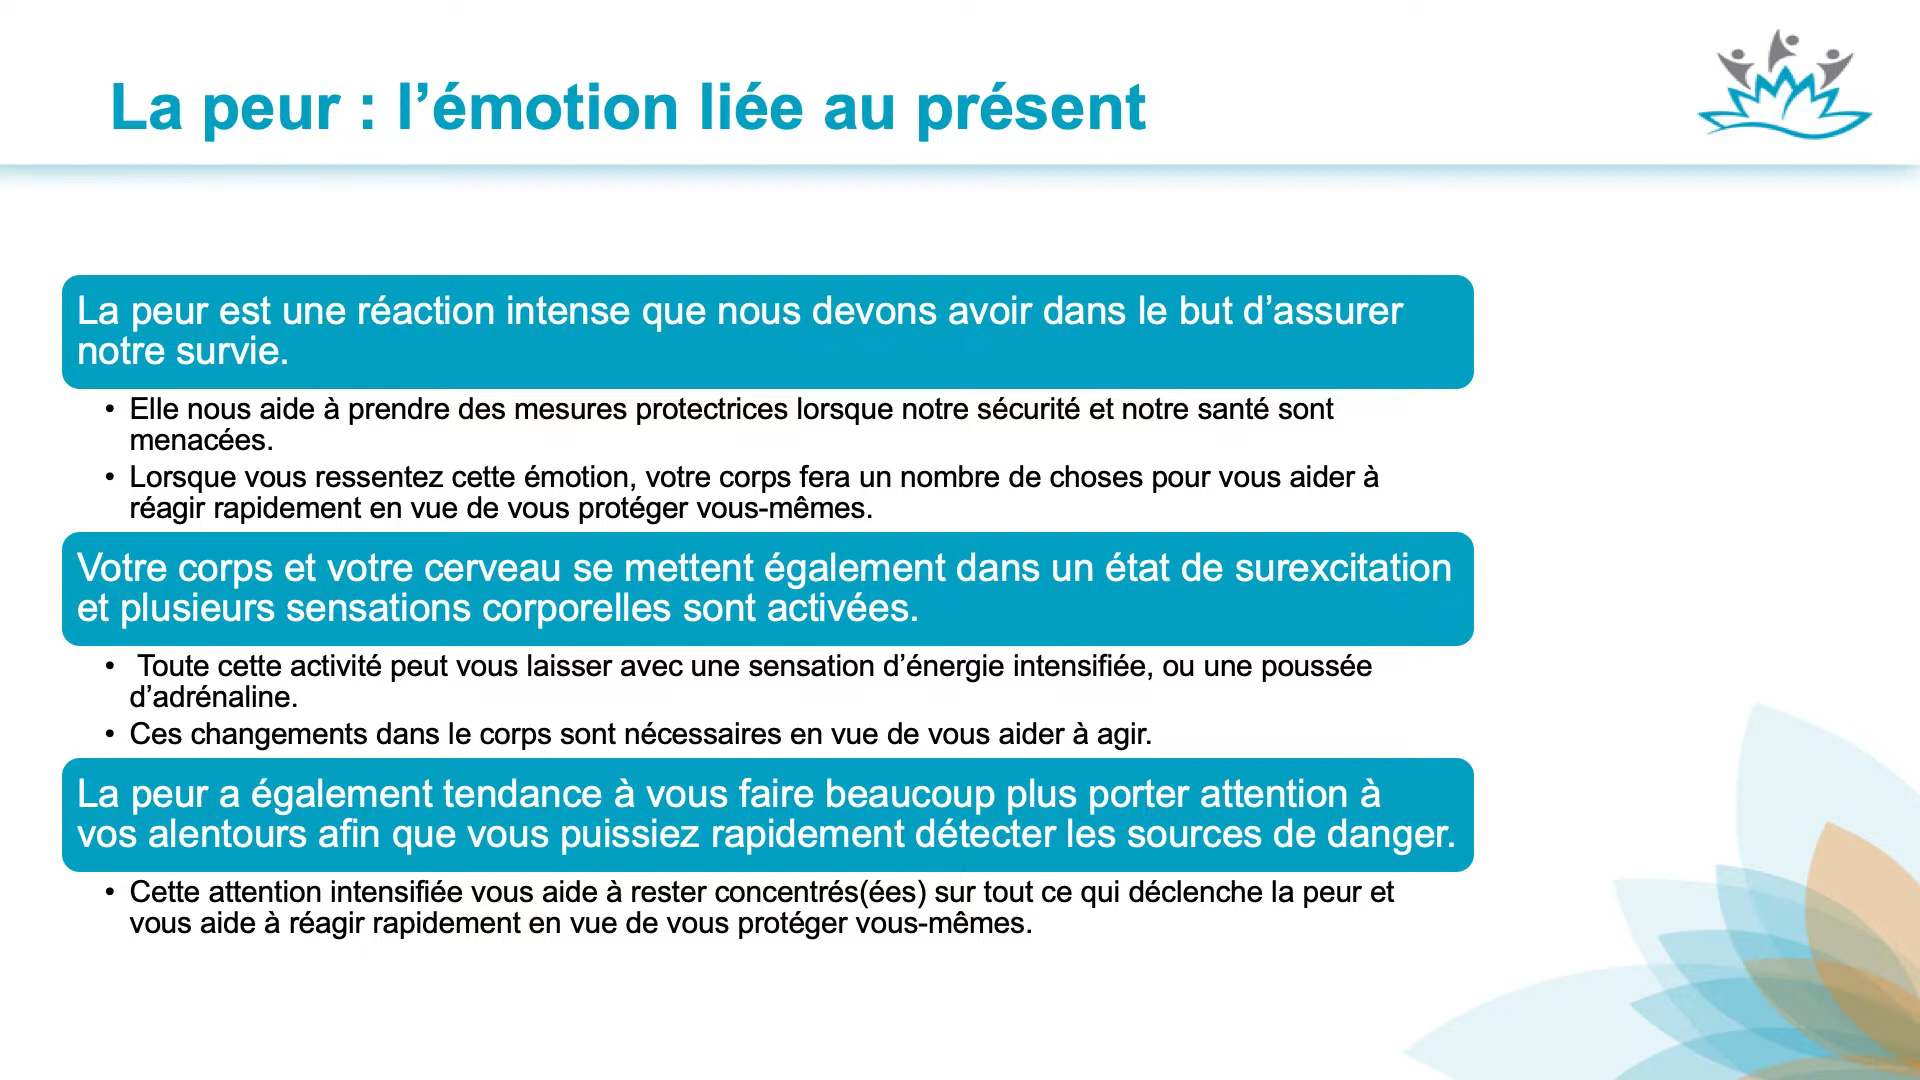 La peur : l’émotion liée au présent
La peur est une réaction intense que nous devons avoir dans le but d’assurer
notre survie.
• Elle nous aide à prendre des mesures protectrices lorsque notre sécurité et notre santé sont
menacées.
• Lorsque vous ressentez cette émotion, votre corps fera un nombre de choses pour vous aider à
réagir rapidement en vue de vous protéger vous-mêmes.
Votre corps et votre cerveau se mettent également dans un état de surexcitation
et plusieurs sensations corporelles sont activées.
• Toute cette activité peut vous laisser avec une sensation d’énergie intensifiée, ou une poussée
d’adrénaline.
• Ces changements dans le corps sont nécessaires en vue de vous aider à agir.
La peur a également tendance à vous faire beaucoup plus porter attention à
vos alentours afin que vous puissiez rapidement détecter les sources de danger.
• Cette attention intensifiée vous aide à rester concentrés(ées) sur tout ce qui déclenche la peur et
vous aide à réagir rapidement en vue de vous protéger vous-mêmes.